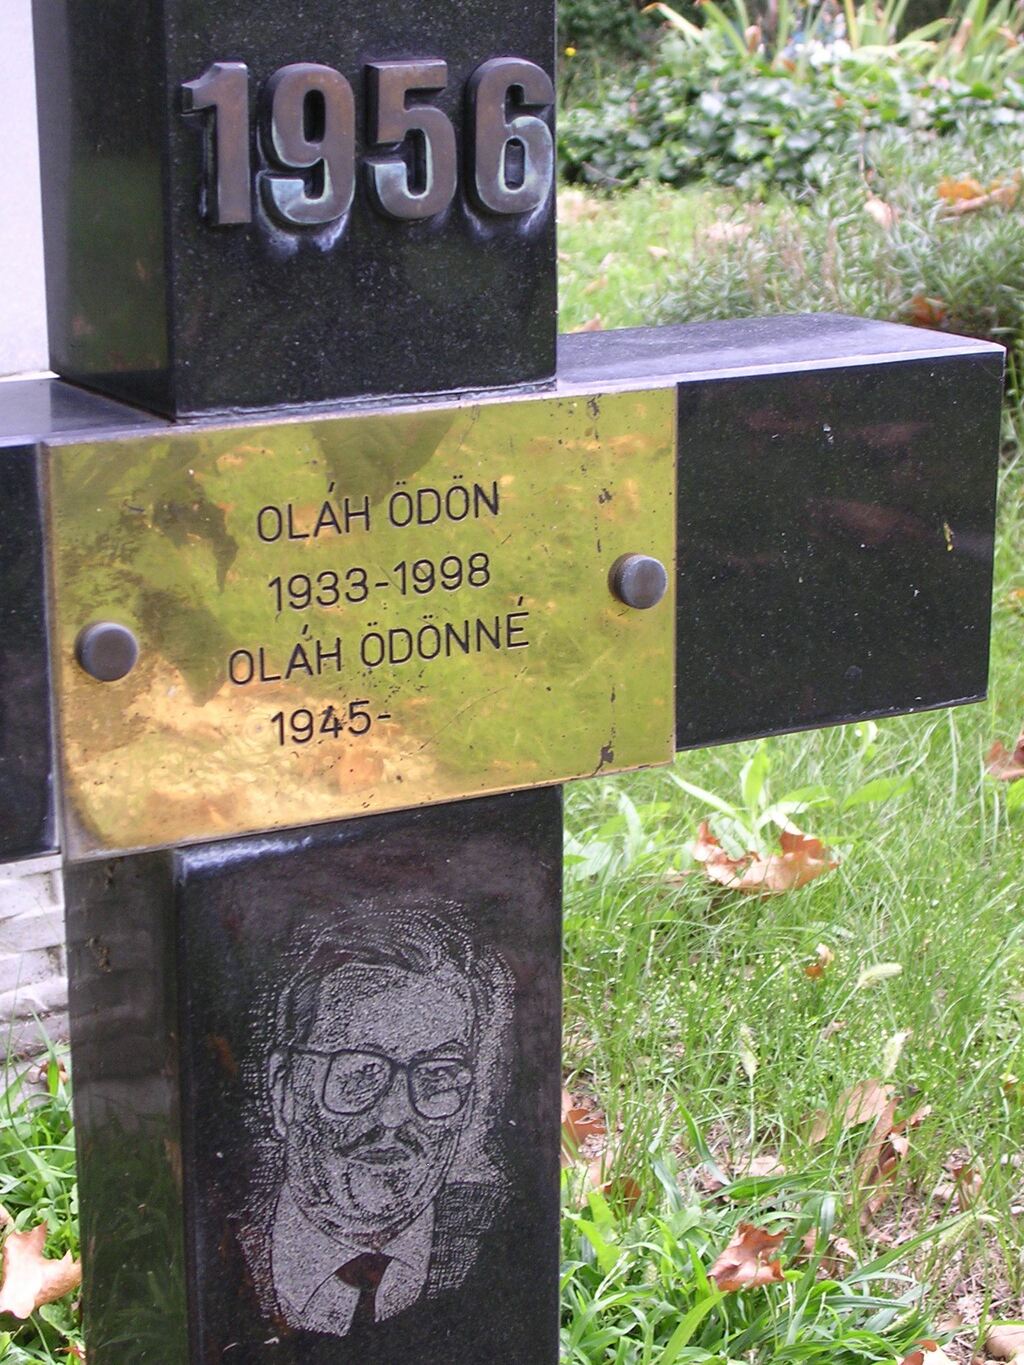 1956
OLÁH ÖDÖN
1933-1998
OLÁH ÖDÖNNÉ
1945-